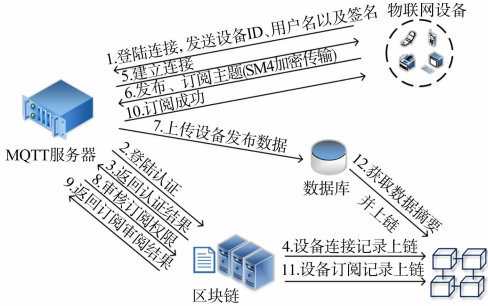 物联网设备
1.登陆连接,发送设备ID、用户名以及签名
5.建立连接
6.发布、订阅主题(SM4加密传输)
10.订阅成功
7.上传设备发布数据
MQTT服务器
2.登陆认证
3.返回认证结果
8.审核订阅权限
9.返回订阅审阅结果
数据库
12.获取数据摘要
并上链
4.设备连接记录上链
11.设备订阅记录上链
区块链